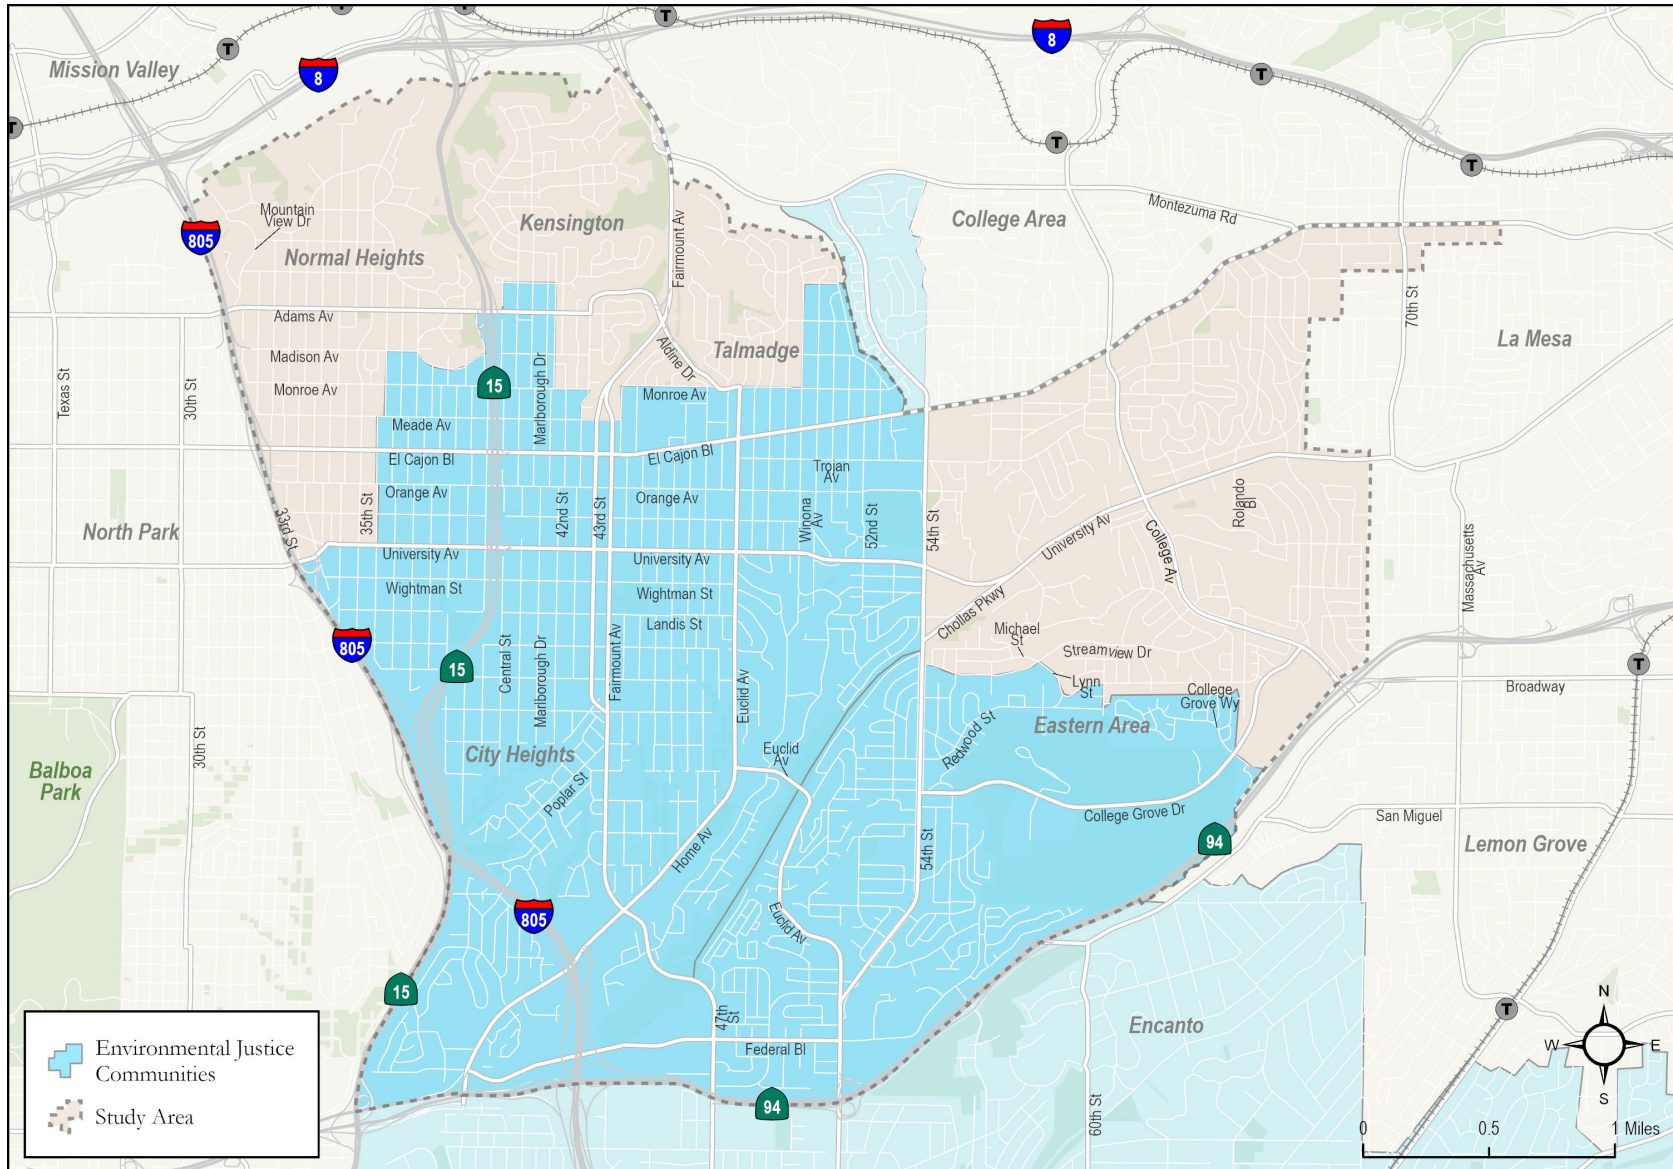 T
T
T
8
8
T
Mission Valley
T
T
T
T
Mountain
View Dr
Kensington
College Area
Montezuma Rd
805
Normal Heights
Fairmount Av
Adams Av
70th St
La Mesa
Madison Av
Aldine Dr
Talmadge
Texas St
30th St
Monroe Av
15
Marlborough Dr
Monroe Av
Meade Av
El Cajon Bl
El Cajon Bl
Trojan
Av
Orange Av
Orange Av
North Park
33rd St
35th St
42nd St
43rd St
Winona
Av
52nd St
54th St
University Av
College Av
Rolando
Bl
Massachusetts
Av
University Av
University Av
Wightman St
Wightman St
Chollas Pkwy
Landis St
Michael
St
805
15
Central St
Marlborough Dr
Fairmount Av
Streamview Dr
T
Lynn
St
College
Grove Wy
Broadway
Euclid Av
Redwood St
Eastern Area
30th St
City Heights
Euclid
Av
Balboa
Park
Poplar St
College Grove Dr
San Miguel
Home Av
54th St
94
Lemon Grove
805
Euclid Av
15
47th
St
Encanto
T
N
W
E
S
Federal Bl
94
60th St
Environmental Justice
Communities
Study Area
0 0.5 1 Miles